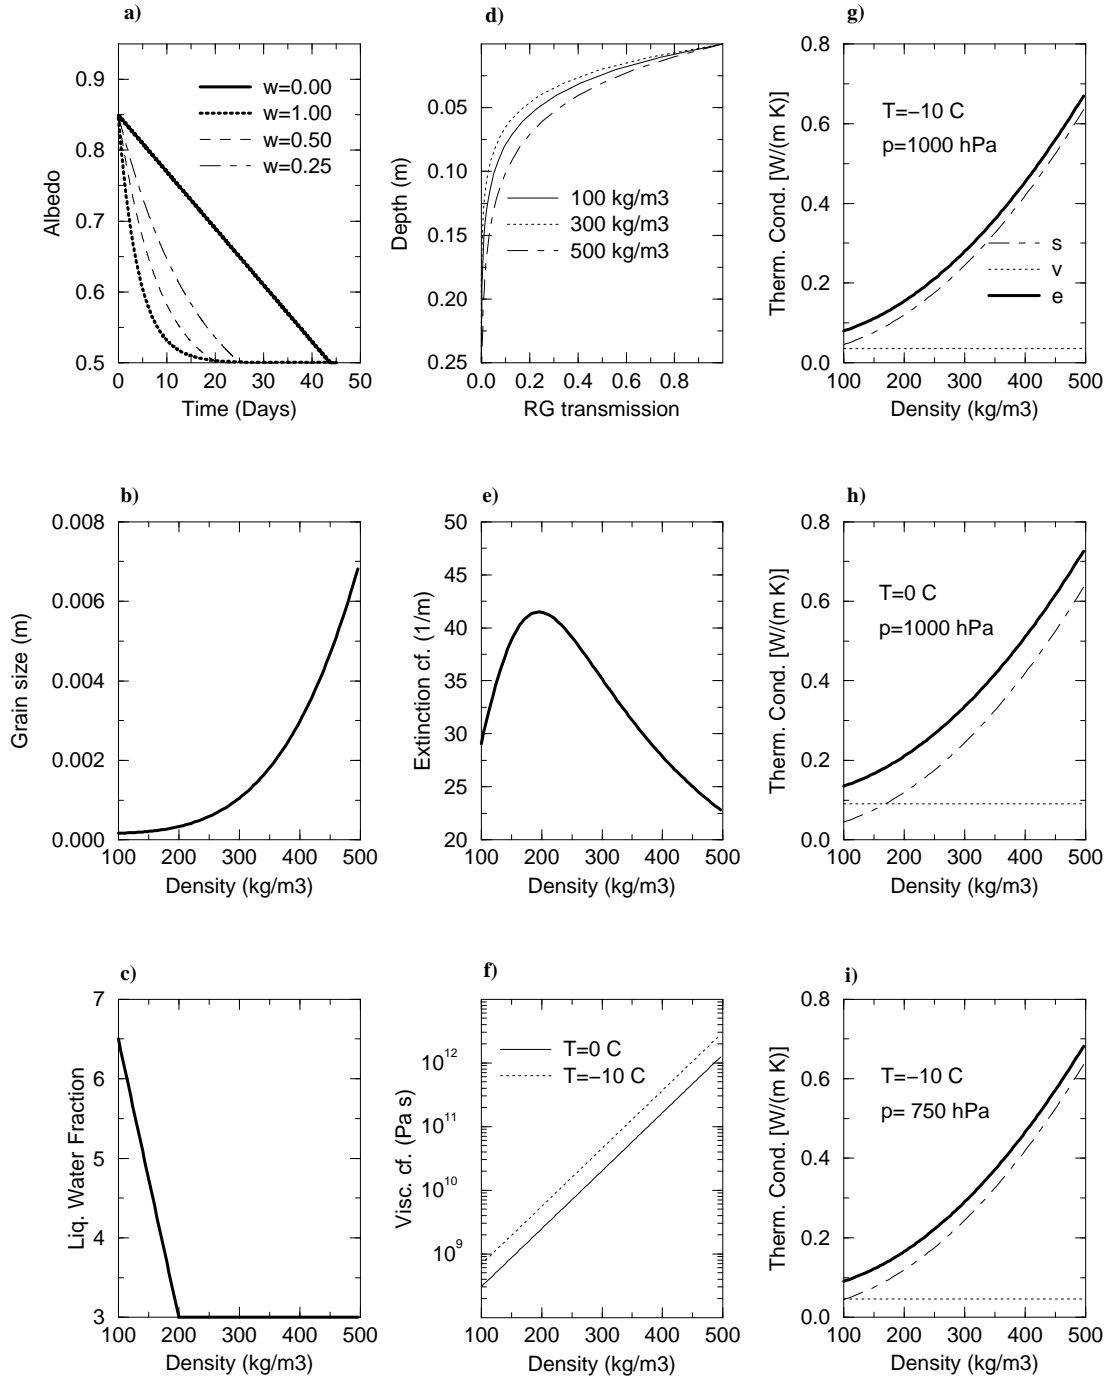 a)
0.9
0.8
0.7
0.6
0.5
Albedo
w=0.00
w=1.00
w=0.50
w=0.25
0 10 20 30 40 50
Time (Days)
d)
0.05
0.10
0.15
0.20
0.25
Depth (m)
100 kg/m3
300 kg/m3
500 kg/m3
0.0 0.2 0.4 0.6 0.8
RG transmission
g)
0.8
0.6
0.4
0.2
0.0
Therm. Cond. [W/(m K)]
T=−10 C
p=1000 hPa
s
v
e
100 200 300 400 500
Density (kg/m3)
b)
0.008
0.006
0.004
0.002
0.000
Grain size (m)
100 200 300 400 500
Density (kg/m3)
e)
50
45
40
35
30
25
20
Extinction cf. (1/m)
100 200 300 400 500
Density (kg/m3)
h)
0.8
0.6
0.4
0.2
0.0
Therm. Cond. [W/(m K)]
T=0 C
p=1000 hPa
100 200 300 400 500
Density (kg/m3)
c)
7
6
5
4
3
Liq. Water Fraction
100 200 300 400 500
Density (kg/m3)
f)
10¹²
10¹¹
10¹⁰
10⁹
Visc. cf. (Pa s)
T=0 C
T=−10 C
100 200 300 400 500
Density (kg/m3)
i)
0.8
0.6
0.4
0.2
0.0
Therm. Cond. [W/(m K)]
T=−10 C
p= 750 hPa
100 200 300 400 500
Density (kg/m3)